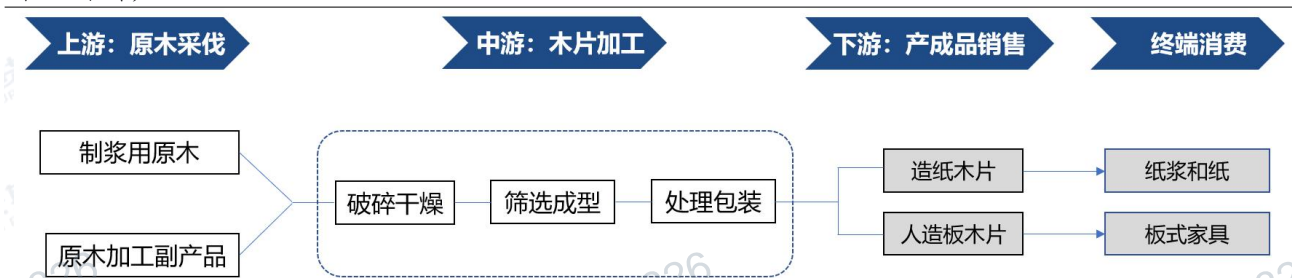 上游：原木采伐
中游：木片加工
下游：产成品销售
终端消费
制浆用原木
原木加工副产品
破碎干燥
筛选成型
处理包装
造纸木片
纸浆和纸
人造板木片
板式家具